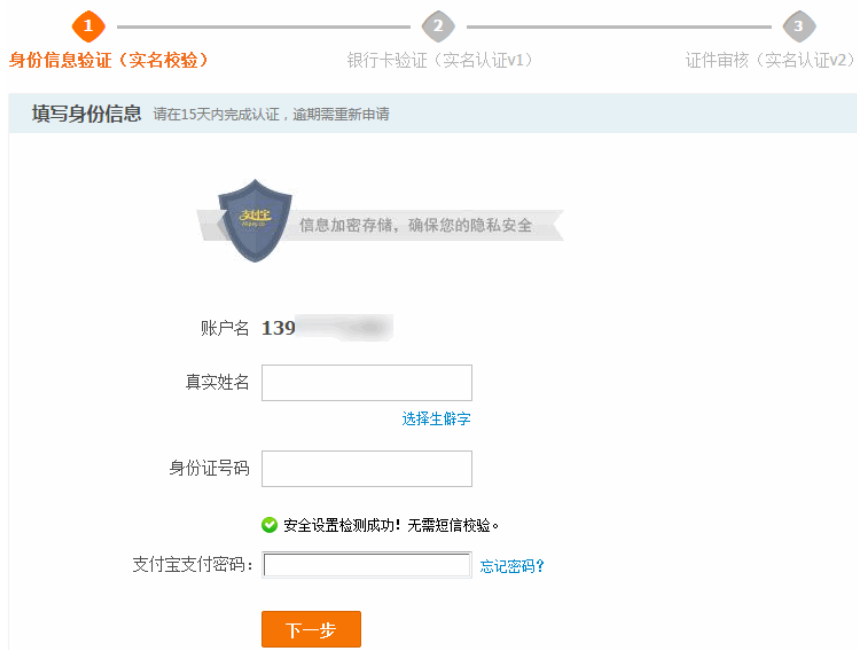 1
2
3
身份信息验证（实名校验）
银行卡验证（实名认证v1）
证件审核（实名认证v2）
填写身份信息 请在15天内完成认证，逾期需重新申请
支付宝
信息加密存储，确保您的隐私安全
账户名 139
真实姓名
选择生僻字
身份证号码
安全设置检测成功！无需短信校验。
支付宝支付密码： 忘记密码？
下一步